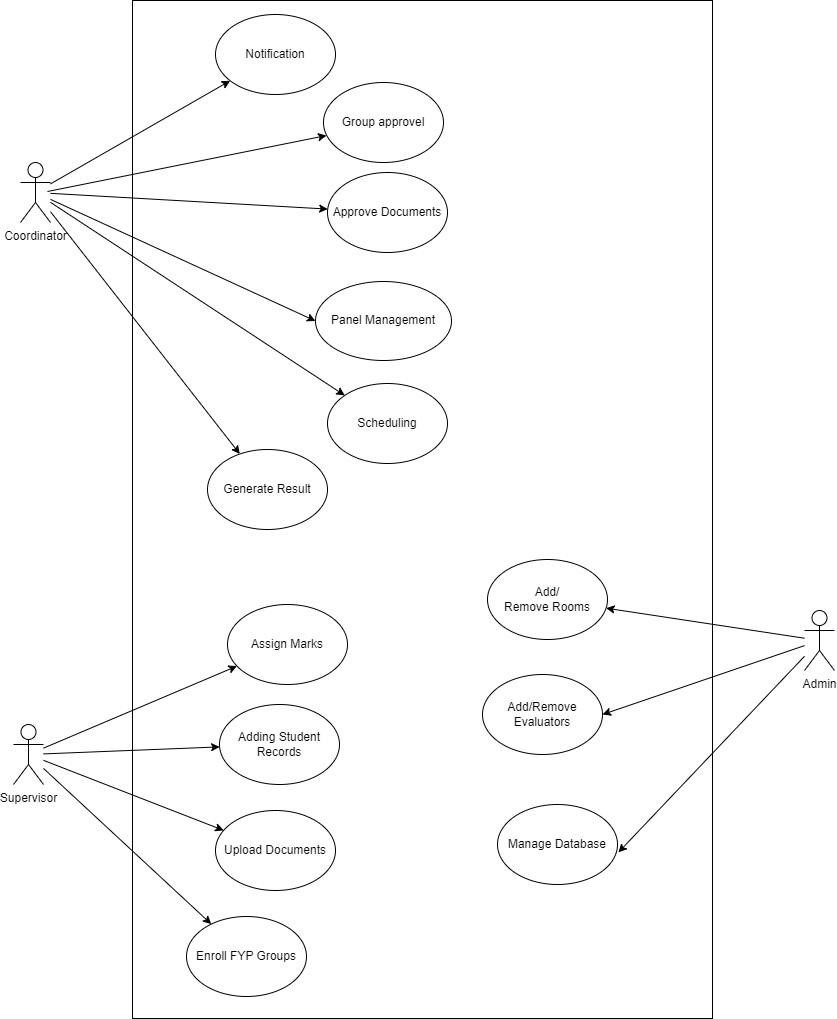 Notification
Group approvel
Coordinator
Approve Documents
Panel Management
Scheduling
Generate Result
Add/
Remove Rooms
Assign Marks
Admin
Add/Remove
Evaluators
Adding Student
Records
Supervisor
Upload Documents
Manage Database
Enroll FYP Groups